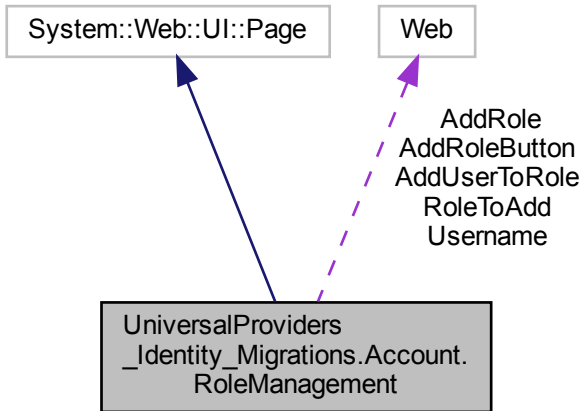 System::Web::UI::Page
Web
AddRole
AddRoleButton
AddUserToRole
RoleToAdd
Username
UniversalProviders
_Identity_Migrations.Account.
RoleManagement